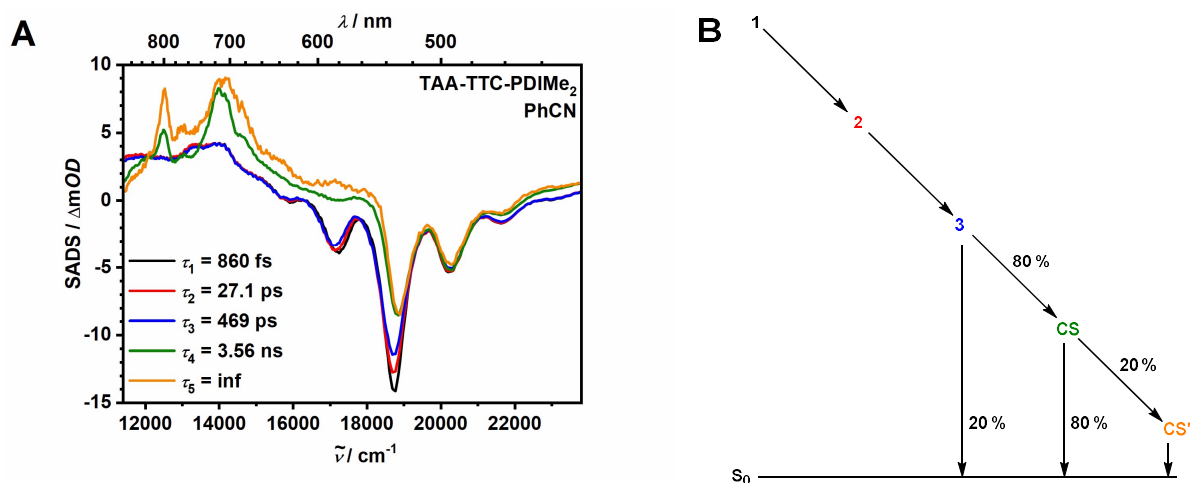 A
λ / nm
800 700 600 500
TAA-TTC-PDIMe₂
PhCN
SADS / ΔmOD
10
5
0
-5
-10
-15
τ₁ = 860 fs
τ₂ = 27.1 ps
τ₃ = 469 ps
τ₄ = 3.56 ns
τ₅ = inf
12000 14000 16000 18000 20000 22000
ν̃ / cm⁻¹
B
1
2
3
80 %
CS
20 %
20 %
80 %
CS'
S₀